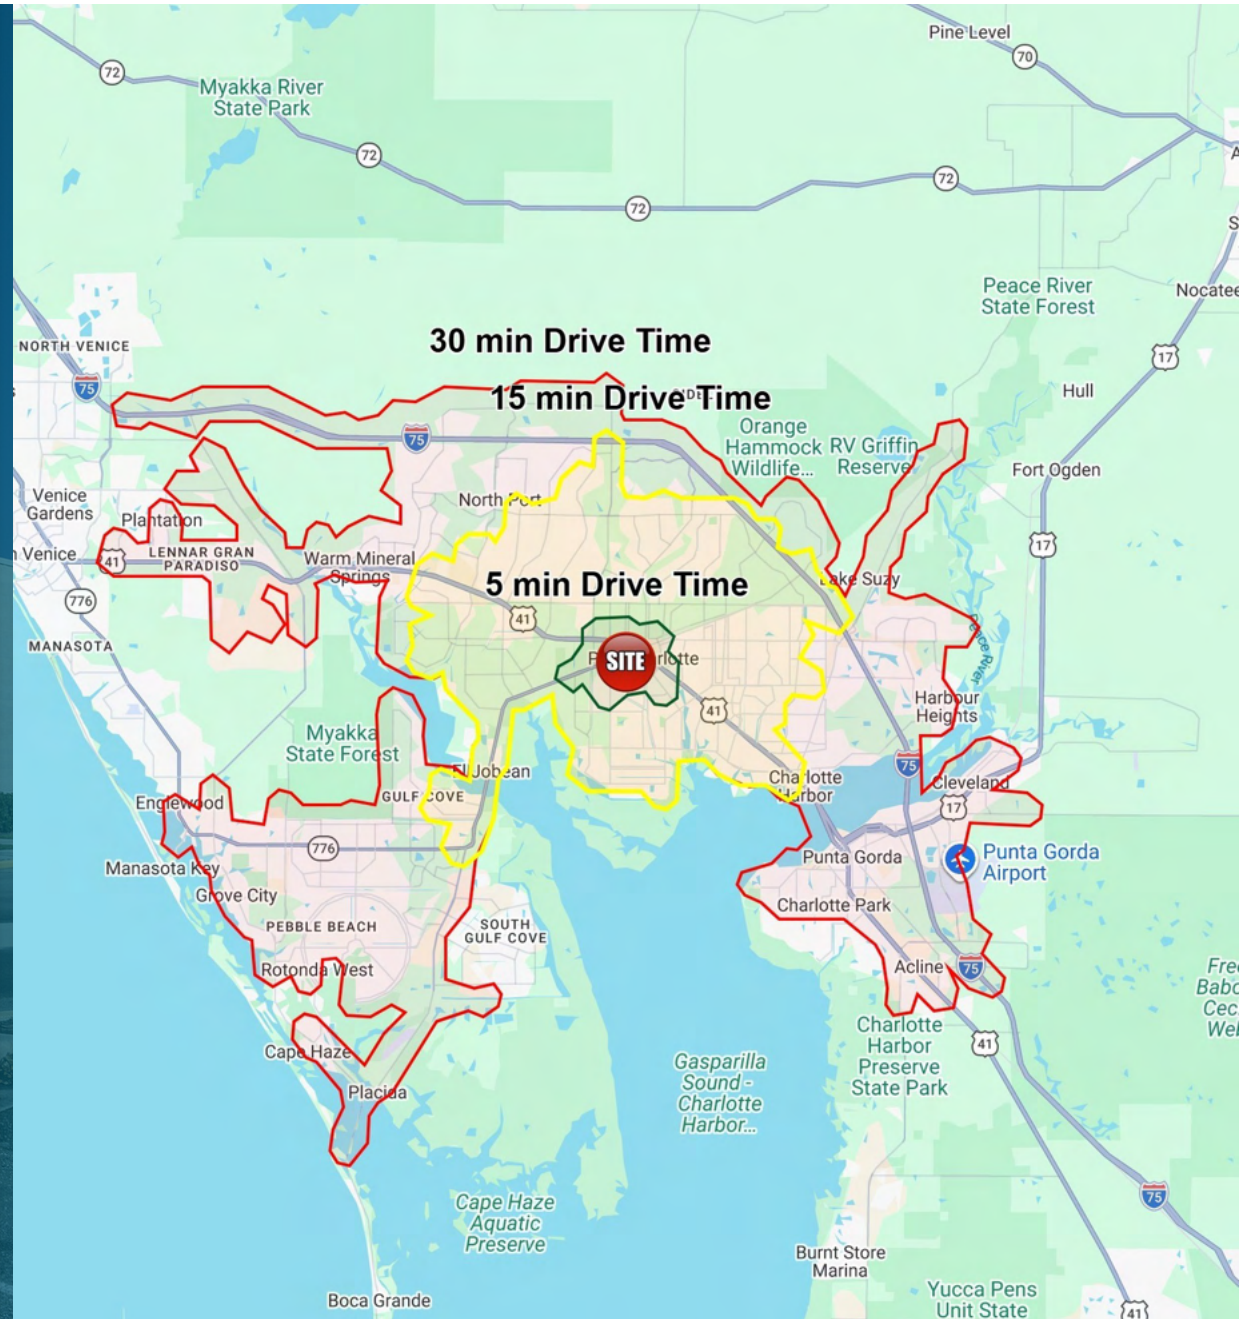 Pine Level
70
72
Myakka River
State Park
72
72
72
Peace River
State Forest
NORTH VENICE
75
30 min Drive Time
17
15 min Drive Time
Hull
Orange
Hammock
Wildlife...
RV Griffin
Reserve
75
Fort Ogden
Venice
Gardens
Plantation
North Port
Venice
41
LENNAR GRAN
PARADISO
Warm Mineral
Springs
17
5 min Drive Time
Lake Suzy
776
41
MANASOTA
SITE
Peace River
41
Harbour
Heights
Myakka
State Forest
El Jobean
75
Charlotte
Harbor
Cleveland
GULF COVE
17
Englewood
776
Punta Gorda
Punta Gorda
Airport
Manasota Key
Grove City
Charlotte Park
PEBBLE BEACH
SOUTH
GULF COVE
Rotonda West
Acline
75
Charlotte
Harbor
Preserve
State Park
41
Cape Haze
Placida
Gasparilla
Sound -
Charlotte
Harbor...
Cape Haze
Aquatic
Preserve
75
Burnt Store
Marina
Boca Grande
Yucca Pens
Unit State
41